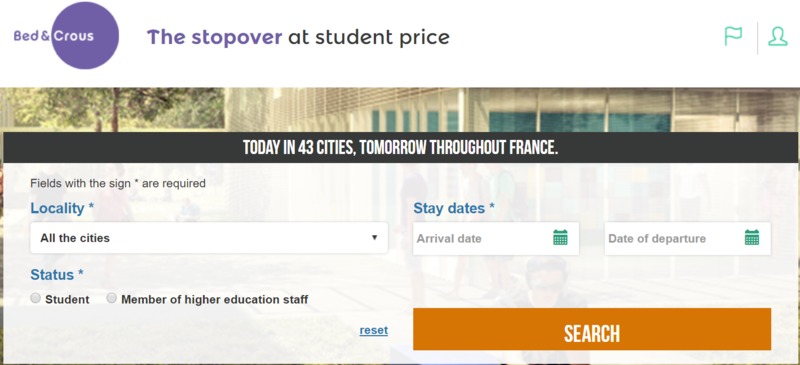 Bed & Crous
The stopover at student price
TODAY IN 43 CITIES, TOMORROW THROUGHOUT FRANCE.
Fields with the sign * are required
Locality *
Stay dates *
All the cities
Arrival date
Date of departure
Status *
Student
Member of higher education staff
reset
SEARCH